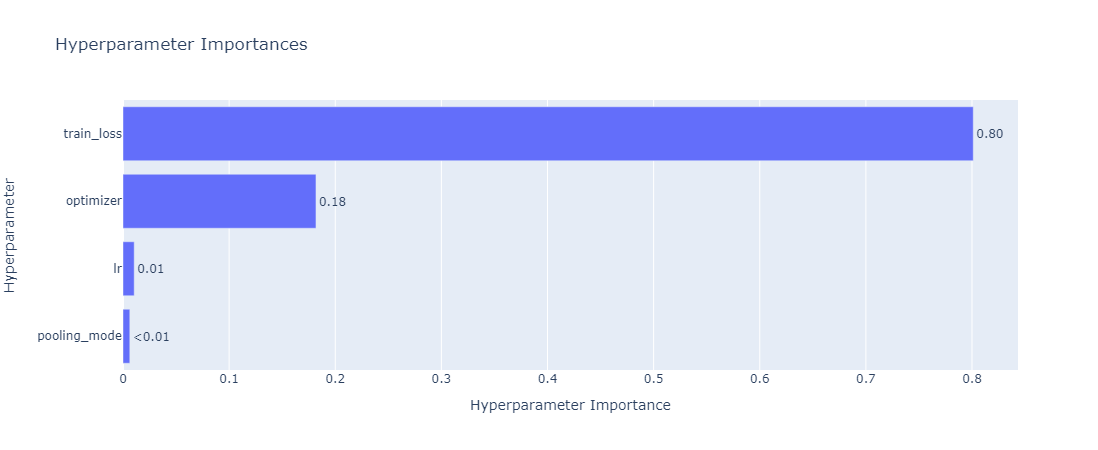 Hyperparameter Importances
Hyperparameter
train_loss 0.80
optimizer 0.18
lr 0.01
pooling_mode <0.01
0 0.1 0.2 0.3 0.4 0.5 0.6 0.7 0.8
Hyperparameter Importance